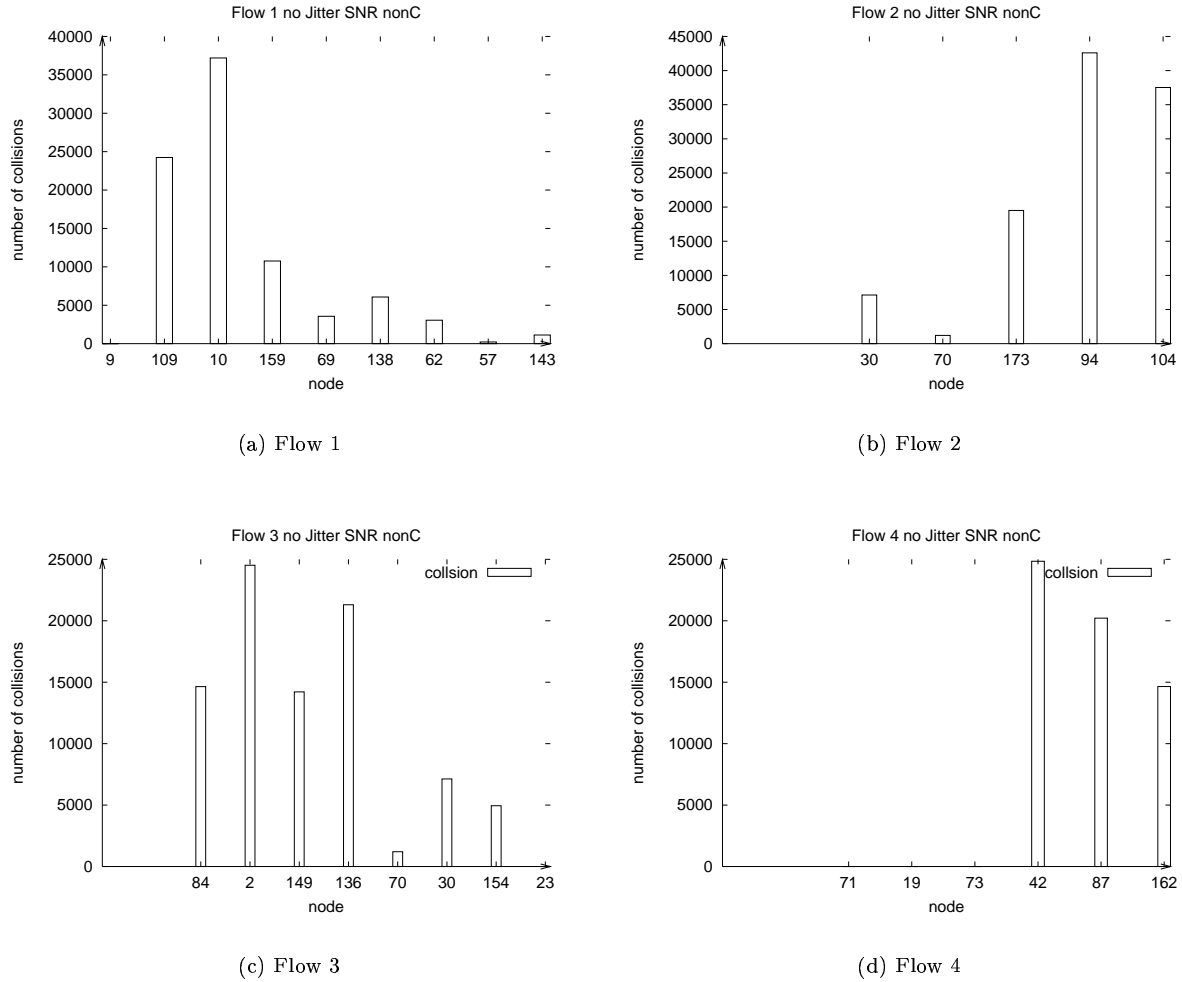 Flow 1 no Jitter SNR nonC
40000
35000
30000
25000
20000
15000
10000
5000
0
number of collisions
9 109 10 159 69 138 62 57 143
node
(a) Flow 1
Flow 2 no Jitter SNR nonC
45000
40000
35000
30000
25000
20000
15000
10000
5000
0
number of collisions
30 70 173 94 104
node
(b) Flow 2
Flow 3 no Jitter SNR nonC
25000
20000
15000
10000
5000
0
number of collisions
collsion
84 2 149 136 70 30 154 23
node
(c) Flow 3
Flow 4 no Jitter SNR nonC
25000
20000
15000
10000
5000
0
number of collisions
collsion
71 19 73 42 87 162
node
(d) Flow 4